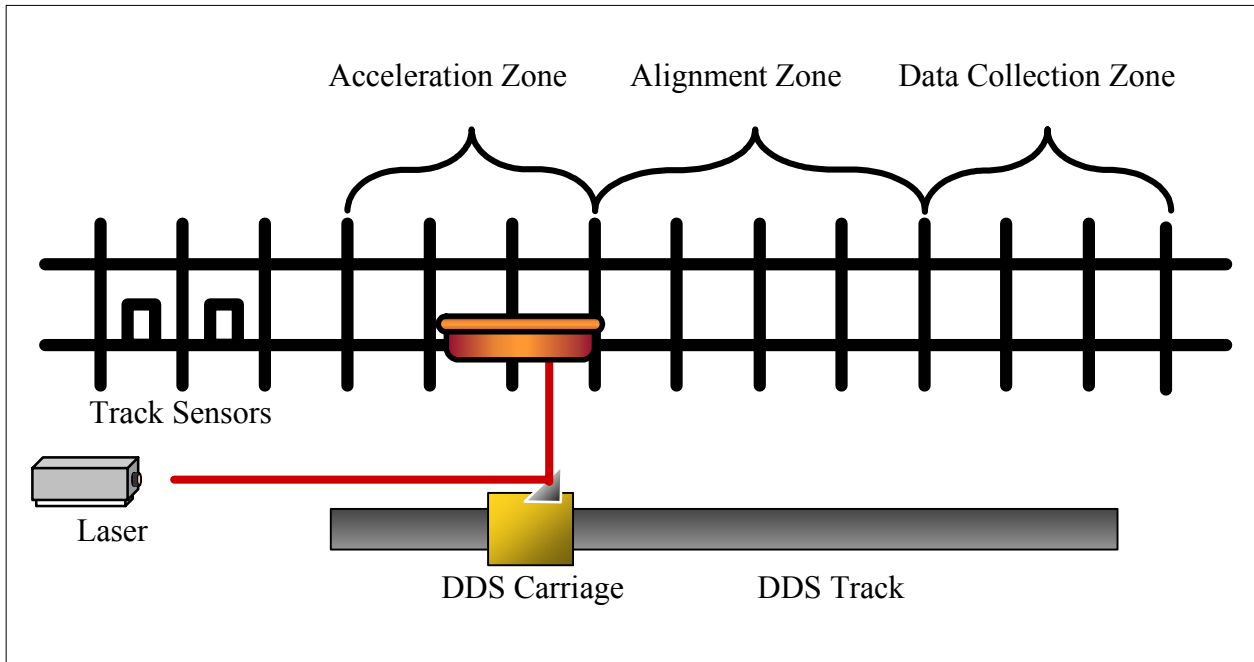 Acceleration Zone
Alignment Zone
Data Collection Zone
Track Sensors
Laser
DDS Carriage
DDS Track